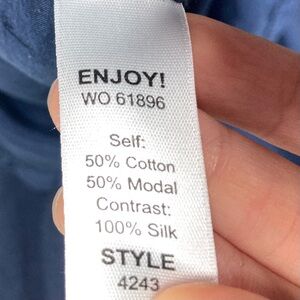 ENJOY!
WO 61896
Self:
50% Cotton
50% Modal
Contrast:
100% Silk
STYLE
4243